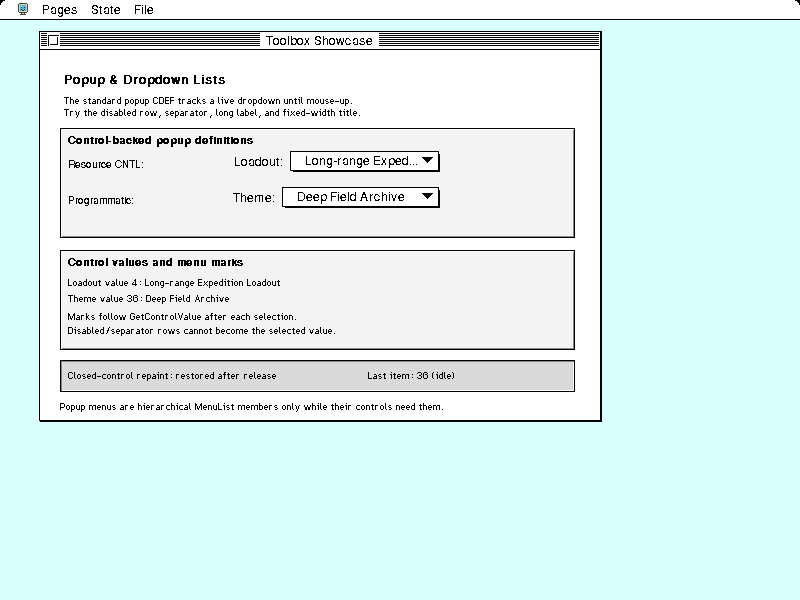 Pages State File
Toolbox Showcase
Popup & Dropdown Lists
The standard popup CDEF tracks a live dropdown until mouse-up.
Try the disabled row, separator, long label, and fixed-width title.
Control-backed popup definitions
Resource CNTL: Loadout: Long-range Exped...
Programmatic: Theme: Deep Field Archive
Control values and menu marks
Loadout value 4: Long-range Expedition Loadout
Theme value 36: Deep Field Archive
Marks follow GetControlValue after each selection.
Disabled/separator rows cannot become the selected value.
Closed-control repaint: restored after release Last item: 36 (idle)
Popup menus are hierarchical MenuList members only while their controls need them.